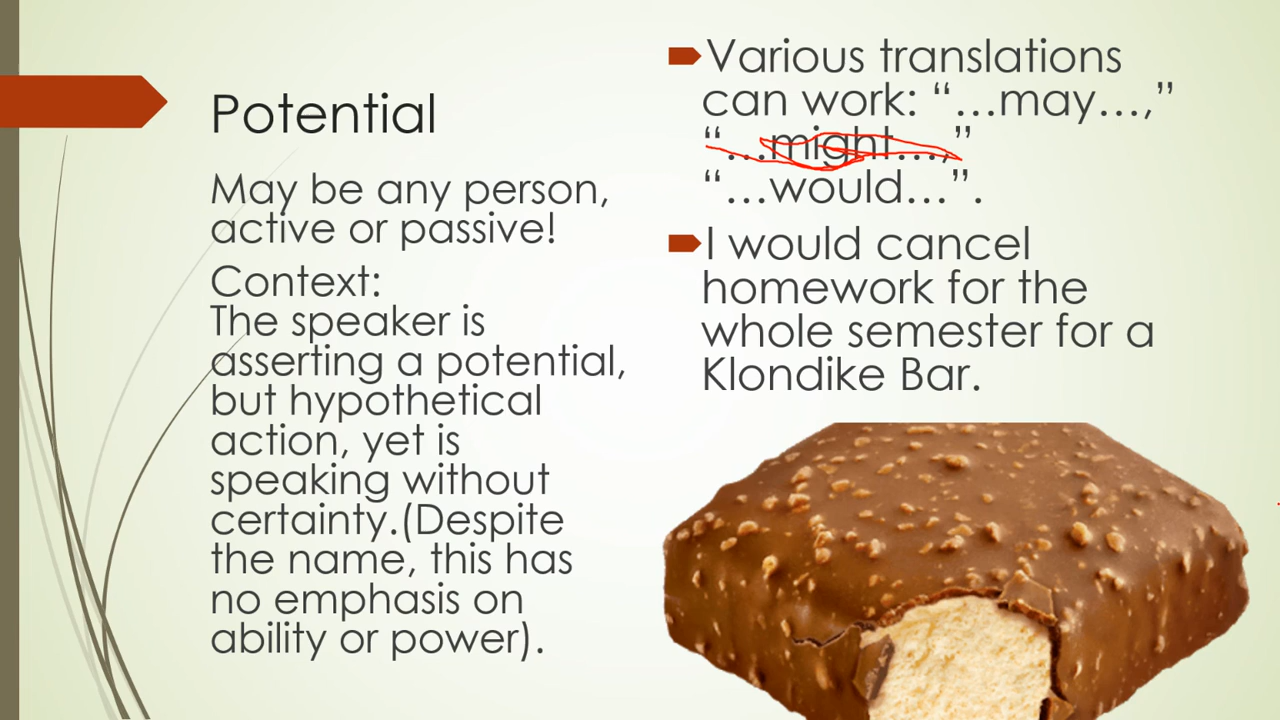 Potential
May be any person,
active or passive!
Context:
The speaker is
asserting a potential,
but hypothetical
action, yet is
speaking without
certainty.(Despite
the name, this has
no emphasis on
ability or power).
Various translations
can work: “…may…,”
“…might…,”
“…would…”.
I would cancel
homework for the
whole semester for a
Klondike Bar.